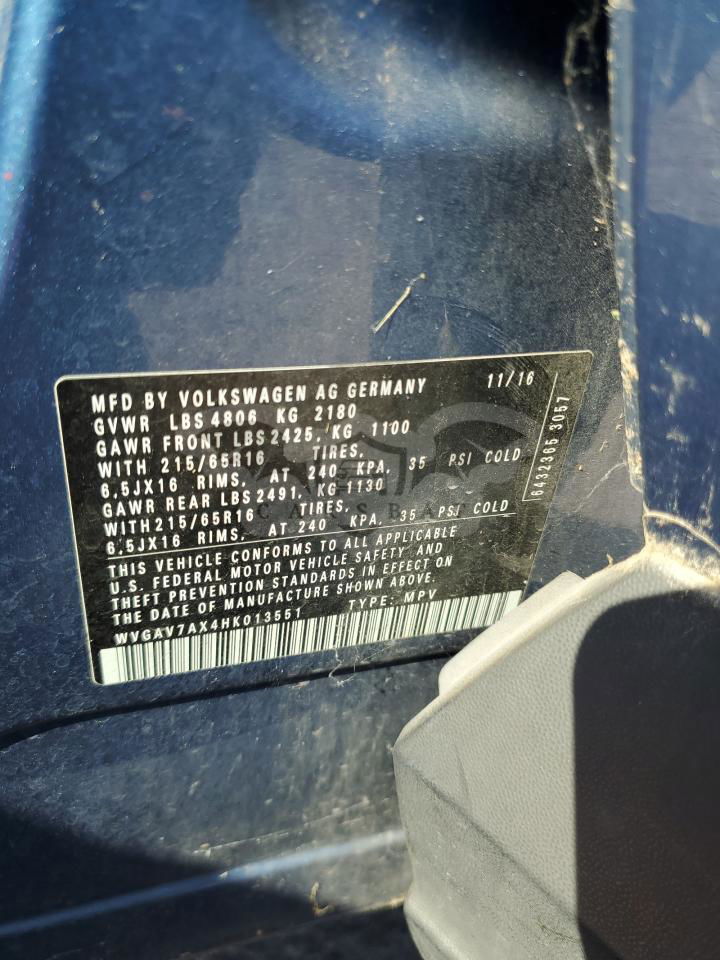 MFD BY VOLKSWAGEN AG GERMANY 11/16
GVWR LBS 4806 KG 2180
GAWR FRONT LBS 2425, KG 1100
WITH 215/65R16 TIRES,
6,5JX16 RIMS, AT 240 KPA, 35 PSI COLD
GAWR REAR LBS 2491, KG 1130
WITH 215/65R16 TIRES,
6,5JX16 RIMS, AT 240 KPA, 35 PSI COLD
THIS VEHICLE CONFORMS TO ALL APPLICABLE
U.S. FEDERAL MOTOR VEHICLE SAFETY AND
THEFT PREVENTION STANDARDS IN EFFECT ON
THE DATE OF MANUFACTURE SHOWN ABOVE.
WVGAV7AX4HK013551 TYPE: MPV
6432365 3057